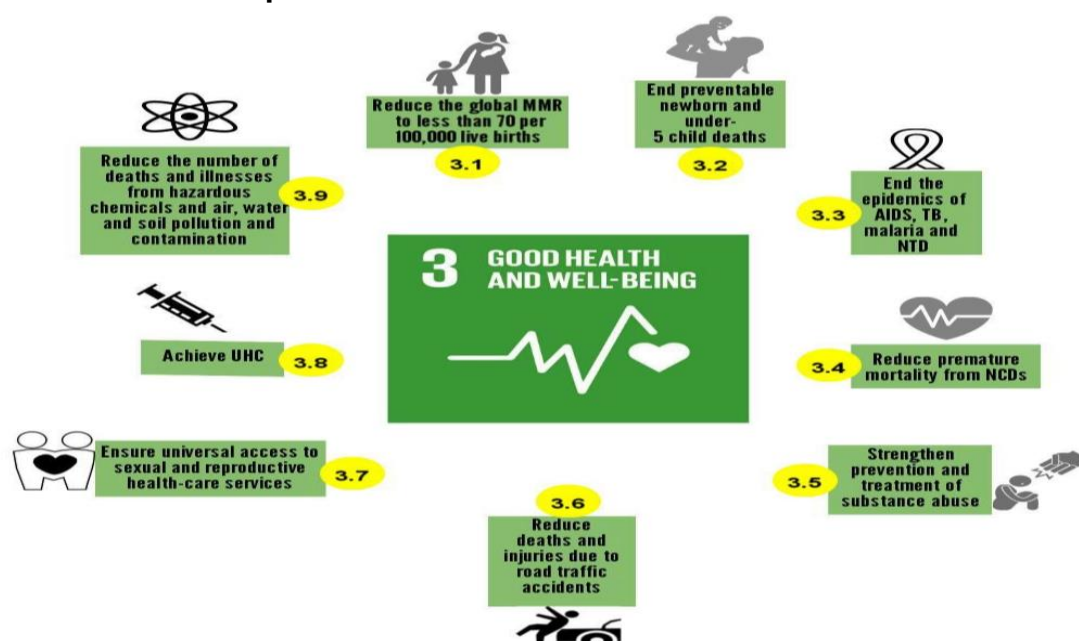 3 GOOD HEALTH
AND WELL-BEING
Reduce the global MMR
to less than 70 per
100,000 live births
3.1
End preventable
newborn and
under-
5 child deaths
3.2
End the
epidemics of
AIDS, TB,
malaria and
NTD
3.3
Reduce premature
mortality from NCDs
3.4
Strengthen
prevention and
treatment of
substance abuse
3.5
3.6
Reduce
deaths and
injuries due to
road traffic
accidents
Ensure universal access to
sexual and reproductive
health-care services
3.7
Achieve UHC
3.8
Reduce the number of
deaths and illnesses
from hazardous
chemicals and air, water
and soil pollution and
contamination
3.9